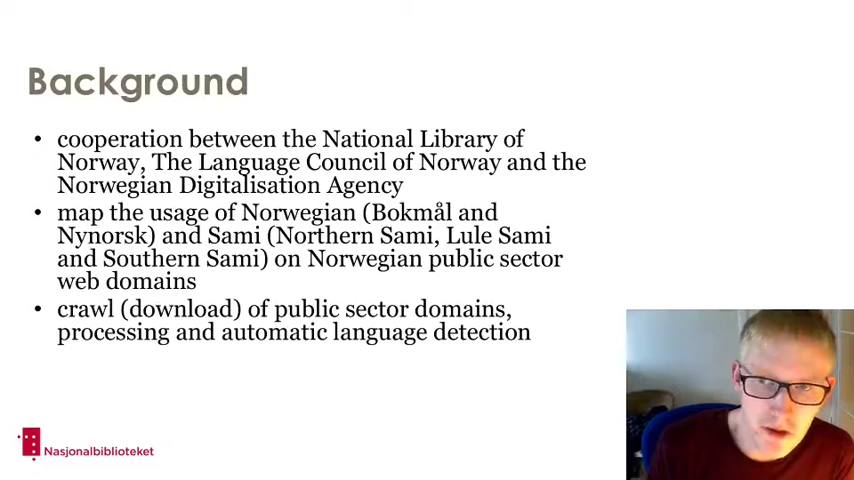 Background
• cooperation between the National Library of
Norway, The Language Council of Norway and the
Norwegian Digitalisation Agency
• map the usage of Norwegian (Bokmål and
Nynorsk) and Sami (Northern Sami, Lule Sami
and Southern Sami) on Norwegian public sector
web domains
• crawl (download) of public sector domains,
processing and automatic language detection
Nasjonalbiblioteket